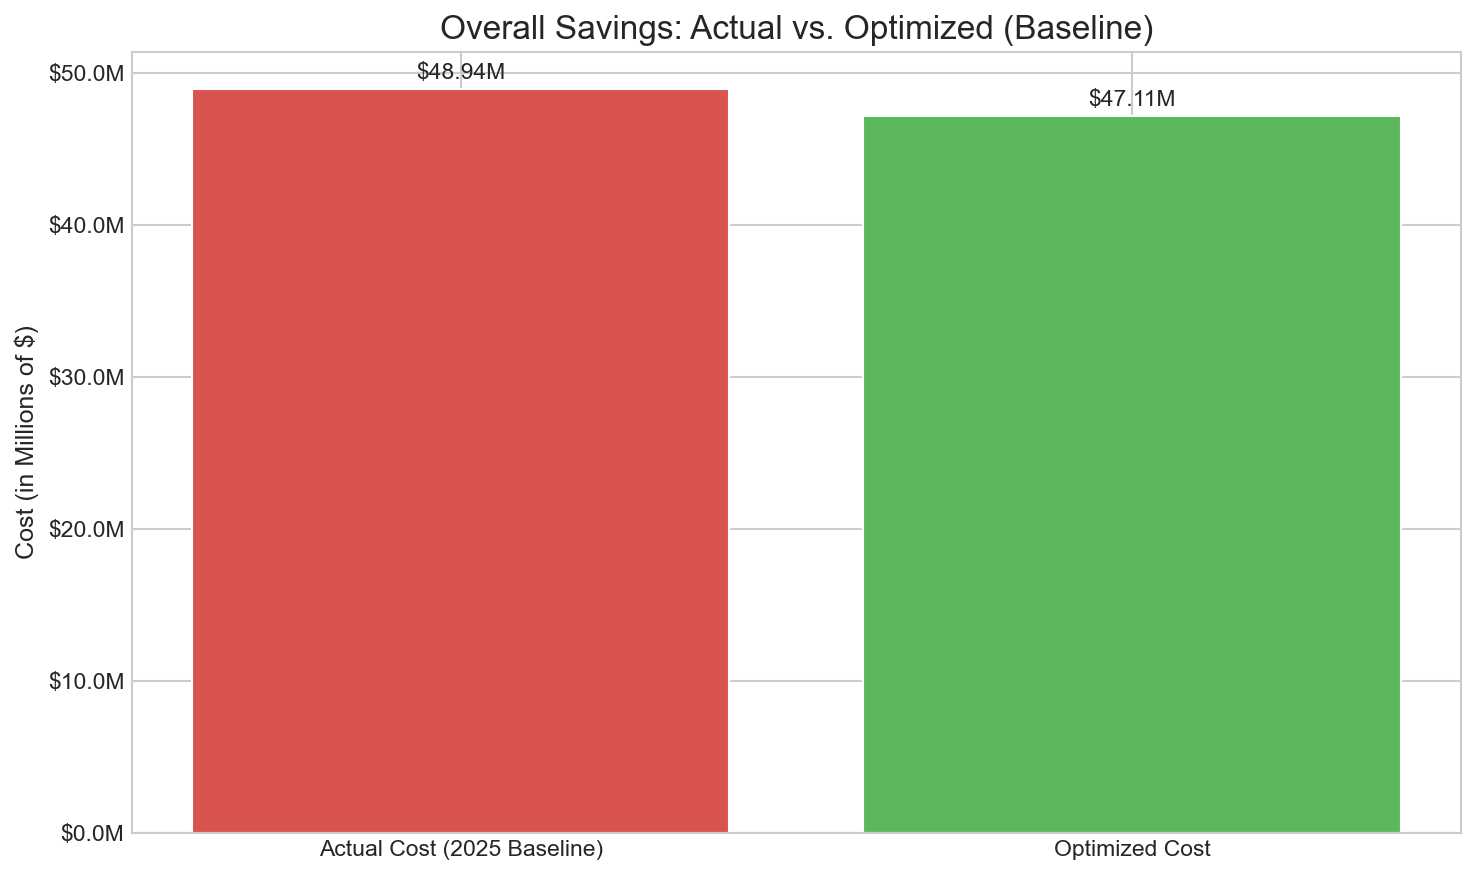 Overall Savings: Actual vs. Optimized (Baseline)
$50.0M
$48.94M
$47.11M
$40.0M
$30.0M
Cost (in Millions of $)
$20.0M
$10.0M
$0.0M
Actual Cost (2025 Baseline)
Optimized Cost